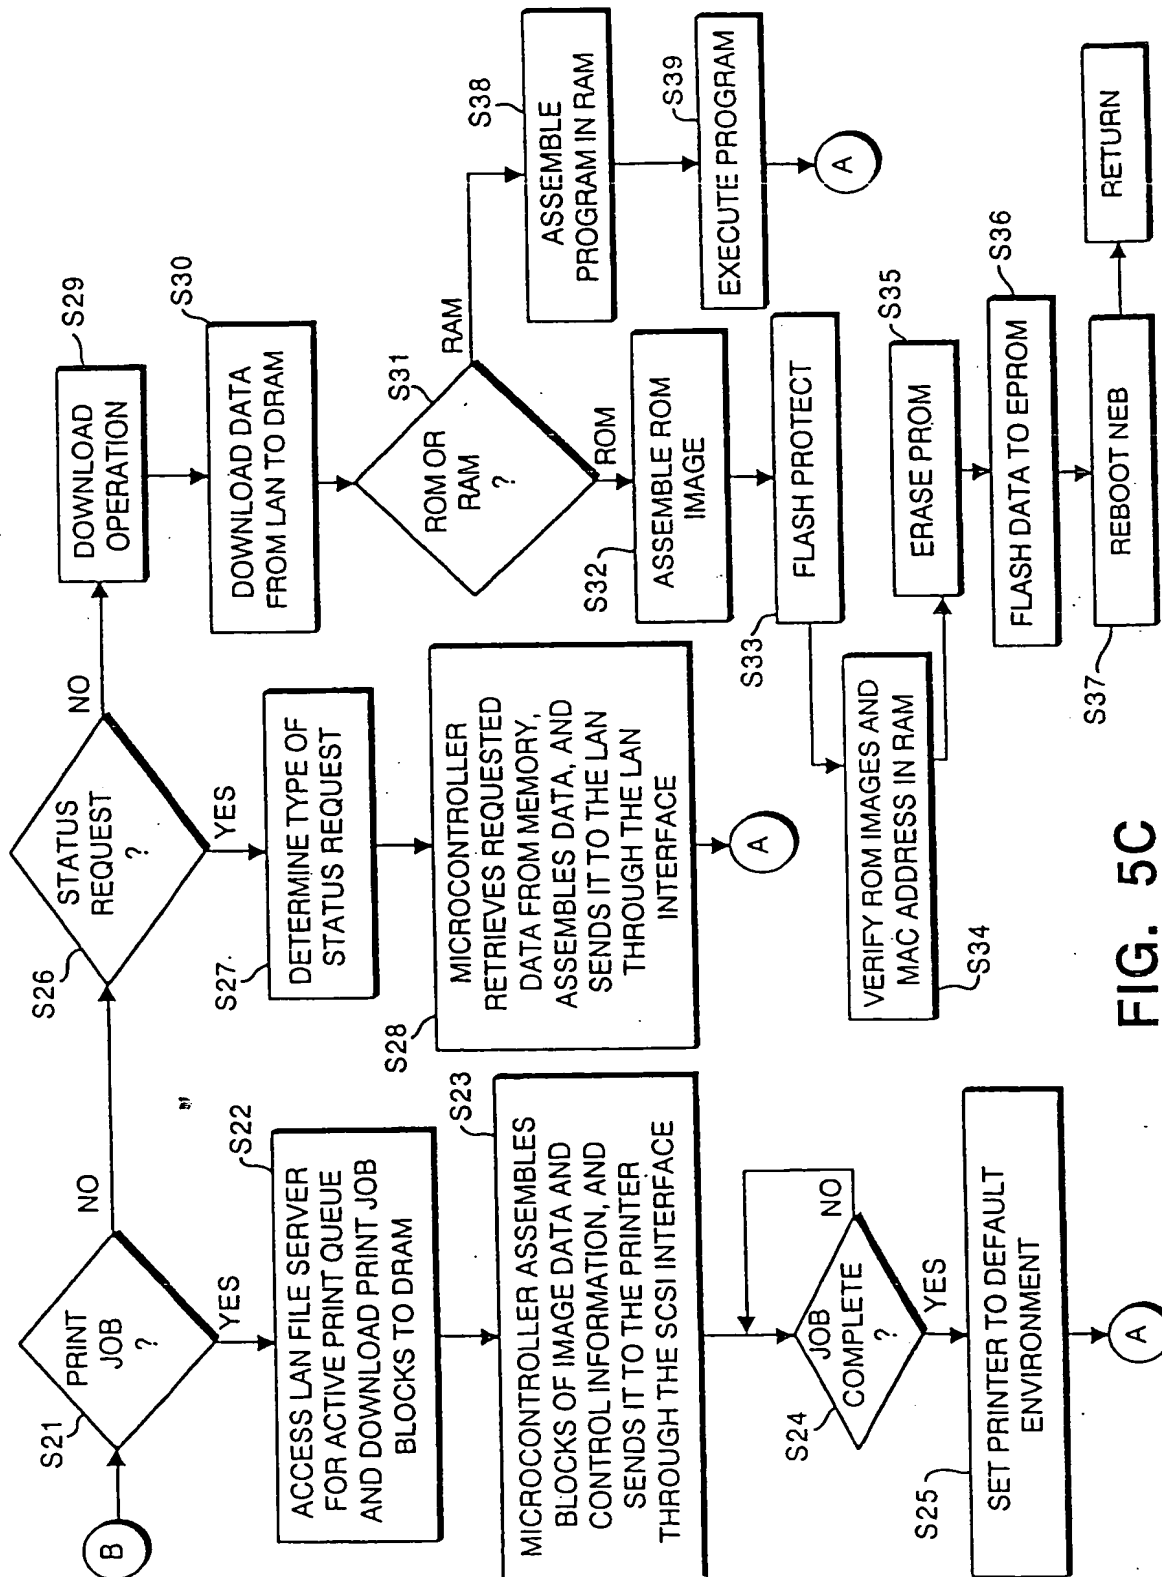 B
S21
PRINT
JOB
?
NO
YES
S22
ACCESS LAN FILE SERVER
FOR ACTIVE PRINT QUEUE
AND DOWNLOAD PRINT JOB
BLOCKS TO DRAM
S23
MICROCONTROLLER ASSEMBLES
BLOCKS OF IMAGE DATA AND
CONTROL INFORMATION, AND
SENDS IT TO THE PRINTER
THROUGH THE SCSI INTERFACE
S24
JOB
COMPLETE
?
NO
YES
S25
SET PRINTER TO DEFAULT
ENVIRONMENT
A
S26
STATUS
REQUEST
?
NO
YES
S27
DETERMINE TYPE OF
STATUS REQUEST
S28
MICROCONTROLLER
RETRIEVES REQUESTED
DATA FROM MEMORY,
ASSEMBLES DATA, AND
SENDS IT TO THE LAN
THROUGH THE LAN
INTERFACE
A
S29
DOWNLOAD
OPERATION
S30
DOWNLOAD DATA
FROM LAN TO DRAM
S31
ROM OR
RAM
?
RAM
ROM
S32
ASSEMBLE ROM
IMAGE
S33
FLASH PROTECT
VERIFY ROM IMAGES AND
MAC ADDRESS IN RAM
S34
S35
ERASE PROM
S36
FLASH DATA TO EPROM
S37
REBOOT NEB
RETURN
S38
ASSEMBLE
PROGRAM IN RAM
S39
EXECUTE PROGRAM
A
FIG. 5C